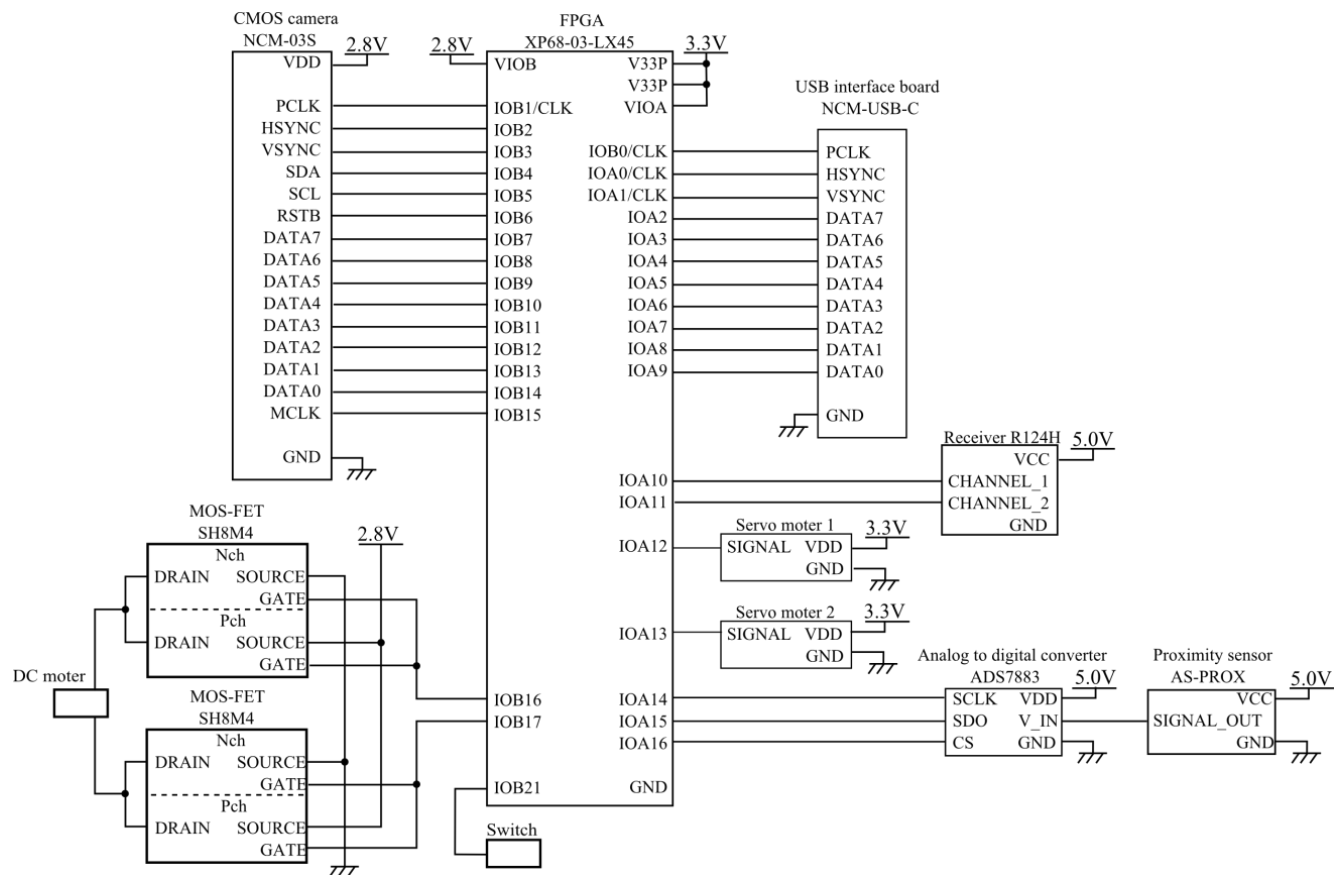 CMOS camera
NCM-03S
2.8V
VDD
PCLK
HSYNC
VSYNC
SDA
SCL
RSTB
DATA7
DATA6
DATA5
DATA4
DATA3
DATA2
DATA1
DATA0
MCLK
GND
FPGA
XP68-03-LX45
2.8V
3.3V
VIOB
IOB1/CLK
IOB2
IOB3
IOB4
IOB5
IOB6
IOB7
IOB8
IOB9
IOB10
IOB11
IOB12
IOB13
IOB14
IOB15
IOB16
IOB17
IOB21
V33P
V33P
VIOA
IOB0/CLK
IOA0/CLK
IOA1/CLK
IOA2
IOA3
IOA4
IOA5
IOA6
IOA7
IOA8
IOA9
IOA10
IOA11
IOA12
IOA13
IOA14
IOA15
IOA16
GND
USB interface board
NCM-USB-C
PCLK
HSYNC
VSYNC
DATA7
DATA6
DATA5
DATA4
DATA3
DATA2
DATA1
DATA0
GND
Receiver R124H
5.0V
VCC
CHANNEL_1
CHANNEL_2
GND
Servo moter 1
3.3V
SIGNAL VDD
GND
Servo moter 2
3.3V
SIGNAL VDD
GND
Analog to digital converter
ADS7883
5.0V
SCLK VDD
SDO V_IN
CS GND
Proximity sensor
AS-PROX
5.0V
VCC
SIGNAL_OUT
GND
MOS-FET
SH8M4
2.8V
Nch
DRAIN SOURCE
GATE
Pch
DRAIN SOURCE
GATE
DC moter
MOS-FET
SH8M4
Nch
DRAIN SOURCE
GATE
Pch
DRAIN SOURCE
GATE
Switch